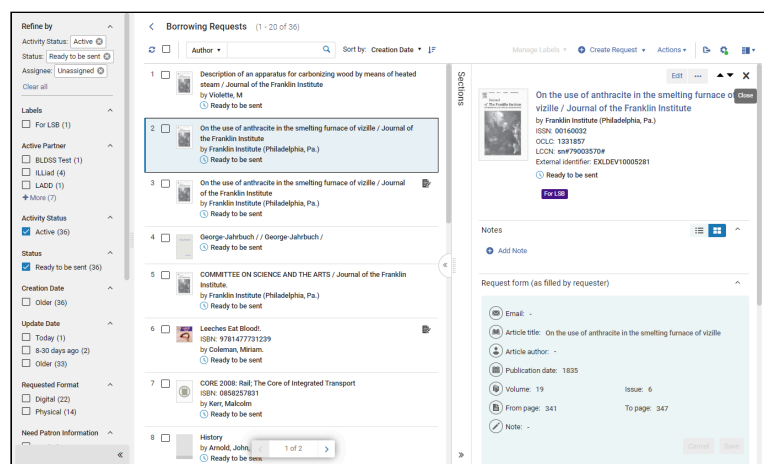 Refine by
Activity Status: Active
Status: Ready to be sent
Assignee: Unassigned
Clear all
Labels
For LSB (1)
Active Partner
BLDSS Test (1)
ILLiad (4)
LADD (1)
+More (7)
Activity Status
Active (36)
Status
Ready to be sent (36)
Creation Date
Older (36)
Update Date
Today (1)
8-30 days ago (2)
Older (33)
Requested Format
Digital (22)
Physical (14)
Need Patron Information
Borrowing Requests (1 - 20 of 36)
Author
Sort by: Creation Date
Manage Labels
Create Request
Actions
1 Description of an apparatus for carbonizing wood by means of heated
steam / Journal of the Franklin Institute
by Violette, M
Ready to be sent
2 On the use of anthracite in the smelting furnace of vizille / Journal of
the Franklin Institute
by Franklin Institute (Philadelphia, Pa.)
Ready to be sent
3 On the use of anthracite in the smelting furnace of vizille / Journal
of the Franklin Institute
by Franklin Institute (Philadelphia, Pa.)
Ready to be sent
4 George-Jahrbuch / / George-Jahrbuch /
Ready to be sent
5 COMMITTEE ON SCIENCE AND THE ARTS / Journal of the Franklin
Institute.
by Franklin Institute (Philadelphia, Pa.)
Ready to be sent
6 Leeches Eat Blood!.
ISBN: 9781477731239
by Coleman, Miriam.
Ready to be sent
7 CORE 2008: Rail; The Core of Integrated Transport
ISBN: 0858257831
by Kerr, Malcolm
Ready to be sent
8 History
by Arnold, John,
Ready to be sent
1 of 2
Sections
Edit
Close
On the use of anthracite in the smelting furnace of
vizille / Journal of the Franklin Institute
by Franklin Institute (Philadelphia, Pa.)
ISSN: 00160032
OCLC: 1331857
LCCN: sn#79003570#
External identifier: EXLDEV10005281
Ready to be sent
For LSB
Notes
Add Note
Request form (as filled by requester)
Email: -
Article title: On the use of anthracite in the smelting furnace of vizille
Article author: -
Publication date: 1835
Volume: 19 Issue: 6
From page: 341 To page: 347
Note: -
Cancel Save